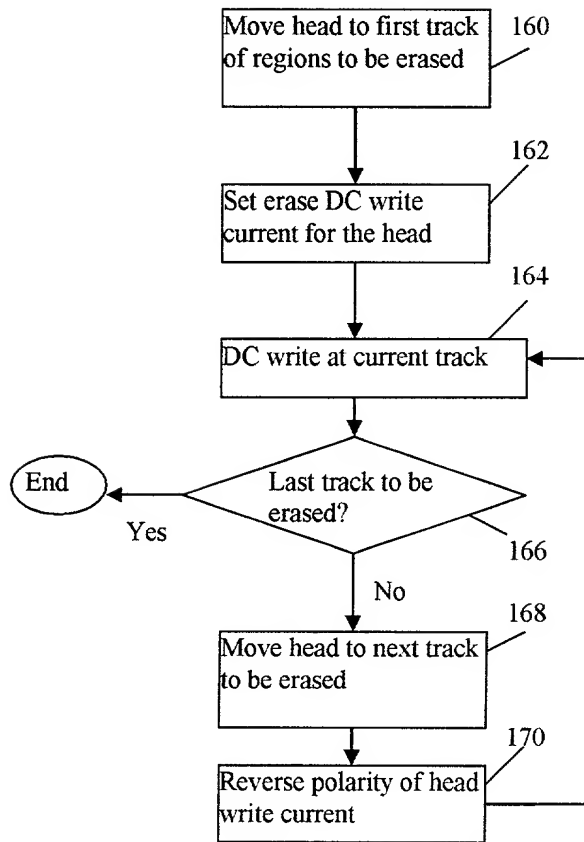 Move head to first track
of regions to be erased
160
162
Set erase DC write
current for the head
164
DC write at current track
End
Last track to be
erased?
Yes
166
No
168
Move head to next track
to be erased
170
Reverse polarity of head
write current